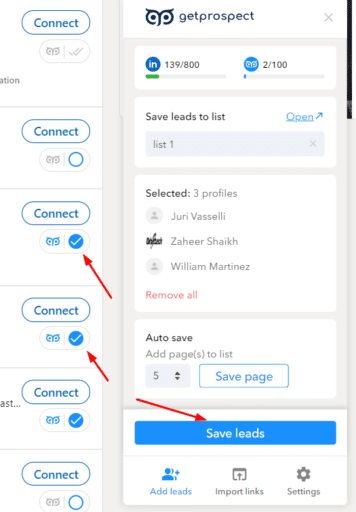 Connect
ation
Connect
Connect
Connect
ast...
Connect
Connect
getprospect
in 139/800
2/100
Save leads to list
Open
list 1
Selected: 3 profiles
Juri Vasselli
Zaheer Shaikh
William Martinez
Remove all
Auto save
Add page(s) to list
5
Save page
Save leads
Add leads
Import links
Settings